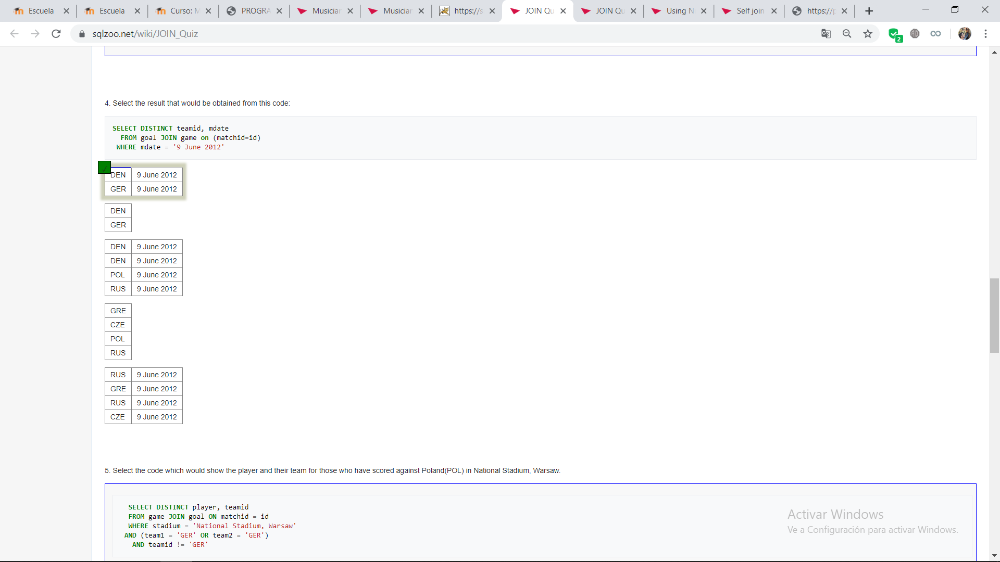 Escuela
Escuela
Curso: M
PROGRA
Musician
Musician
https://s
JOIN Qu
JOIN Qu
Using N
Self join
https://p
sqlzoo.net/wiki/JOIN_Quiz
2
4. Select the result that would be obtained from this code:
SELECT DISTINCT teamid, mdate
FROM goal JOIN game on (matchid=id)
WHERE mdate = '9 June 2012'
DEN 9 June 2012
GER 9 June 2012
DEN
GER
DEN 9 June 2012
DEN 9 June 2012
POL 9 June 2012
RUS 9 June 2012
GRE
CZE
POL
RUS
RUS 9 June 2012
GRE 9 June 2012
RUS 9 June 2012
CZE 9 June 2012
5. Select the code which would show the player and their team for those who have scored against Poland(POL) in National Stadium, Warsaw.
SELECT DISTINCT player, teamid
FROM game JOIN goal ON matchid = id
WHERE stadium = 'National Stadium, Warsaw'
AND (team1 = 'GER' OR team2 = 'GER')
AND teamid != 'GER'
Activar Windows
Ve a Configuración para activar Windows.